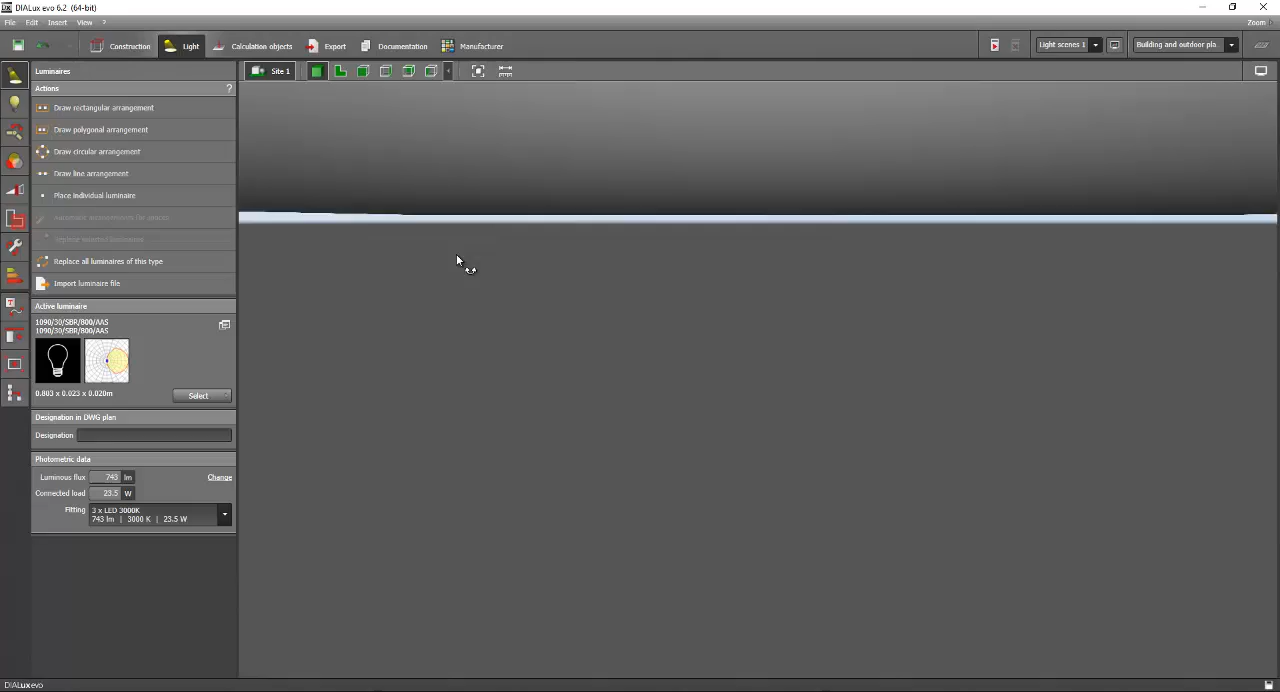 DIALux evo 6.2 (64-bit)
File Edit Insert View ?
Zoom
Construction Light Calculation objects Export Documentation Manufacturer
Light scenes 1
Building and outdoor pla...
Luminaires
Site 1
Actions ?
Draw rectangular arrangement
Draw polygonal arrangement
Draw circular arrangement
Draw line arrangement
Place individual luminaire
Replace selected luminaire
Replace all luminaires of this type
Import luminaire file
Active luminaire
1090/30/SBR/800/AAS
1090/30/SBR/800/AAS
0.803 x 0.023 x 0.020m
Select
Designation in DWG plan
Designation
Photometric data
Luminous flux 743 lm Change
Connected load 23.5 W
Fitting 3 x LED 3000K
743 lm | 3000 K | 23.5 W
DIALux evo